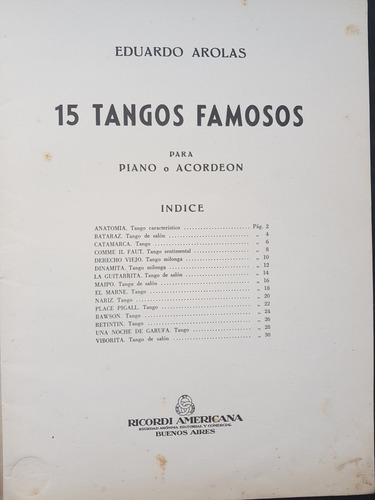 EDUARDO AROLAS
15 TANGOS FAMOSOS
PARA
PIANO o ACORDEON
INDICE
ANATOMIA. Tango característico ........ Pág. 2
BATARAZ. Tango de salón ........ „ 4
CATAMARCA. Tango ........ „ 6
COMME IL FAUT. Tango sentimental ........ „ 8
DERECHO VIEJO. Tango milonga ........ „ 10
DINAMITA. Tango milonga ........ „ 12
LA GUITARRITA. Tango de salón ........ „ 14
MAIPO. Tango de salón ........ „ 16
EL MARNE. Tango ........ „ 18
NARIZ. Tango ........ „ 20
PLACE PIGALL. Tango ........ „ 22
RAWSON. Tango ........ „ 24
RETINTIN. Tango ........ „ 26
UNA NOCHE DE GARUFA. Tango ........ „ 28
VIBORITA. Tango de salón ........ „ 30
RICORDI AMERICANA
SOCIEDAD ANÓNIMA EDITORIAL Y COMERCIAL
BUENOS AIRES